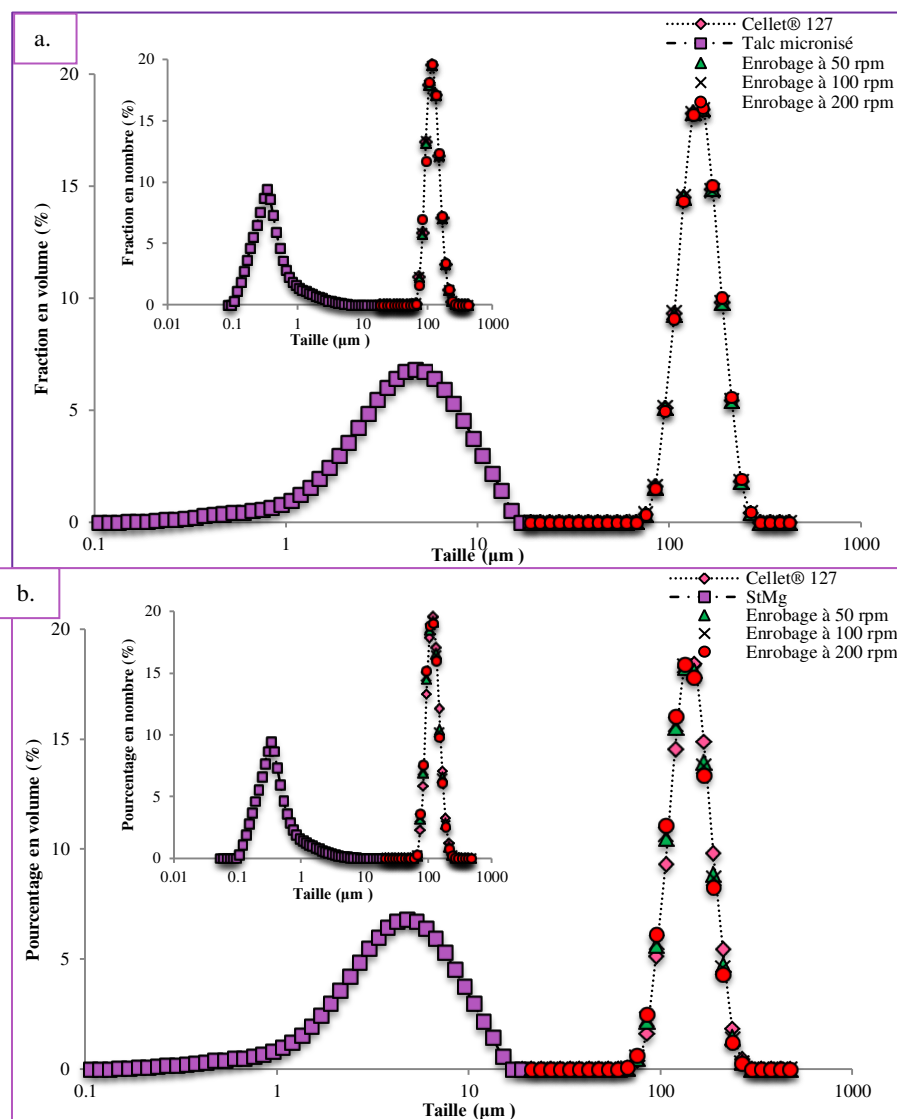 a.
Cellet® 127
Talc micronisé
Enrobage à 50 rpm
Enrobage à 100 rpm
Enrobage à 200 rpm
Fraction en volume (%)
20
15
10
5
0
0.1 1 10 100 1000
Taille (µm)
Fraction en nombre (%)
20
15
10
5
0
0.01 0.1 1 10 100 1000
Taille (µm)
b.
Cellet® 127
StMg
Enrobage à 50 rpm
Enrobage à 100 rpm
Enrobage à 200 rpm
Pourcentage en volume (%)
20
15
10
5
0
0.1 1 10 100 1000
Taille (µm)
Pourcentage en nombre (%)
20
15
10
5
0
0.01 0.1 1 10 100 1000
Taille (µm)